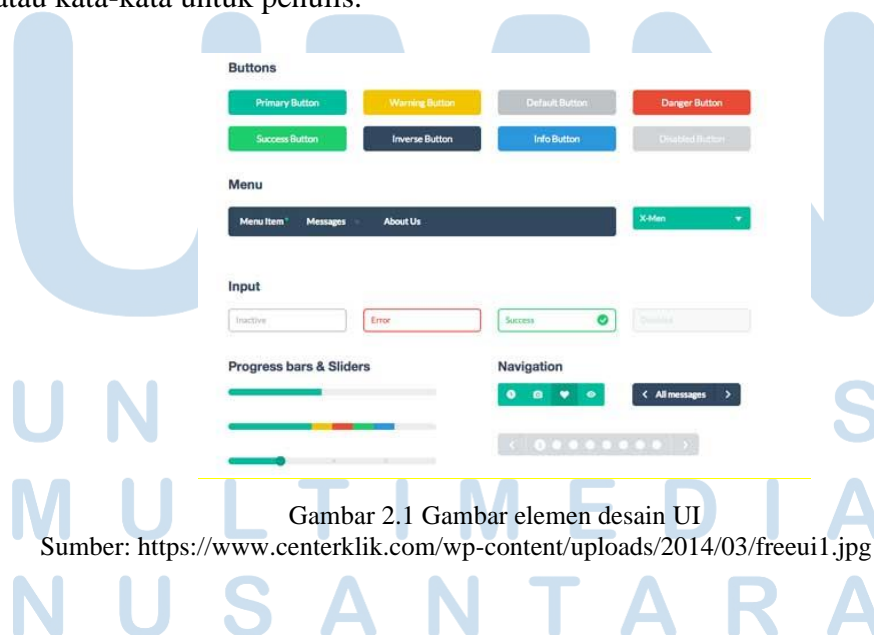 atau kata-kata untuk penulis.
Buttons
Primary Button Warning Button Default Button Danger Button
Success Button Inverse Button Info Button Disabled Button
Menu
Menu Item Messages About Us X-Men
Input
Inactive Error Success Disabled
Progress bars & Sliders Navigation
All messages
UN S
MULTIMEDIA
Gambar 2.1 Gambar elemen desain UI
Sumber: https://www.centerklik.com/wp-content/uploads/2014/03/freeui1.jpg
NUSANTARA